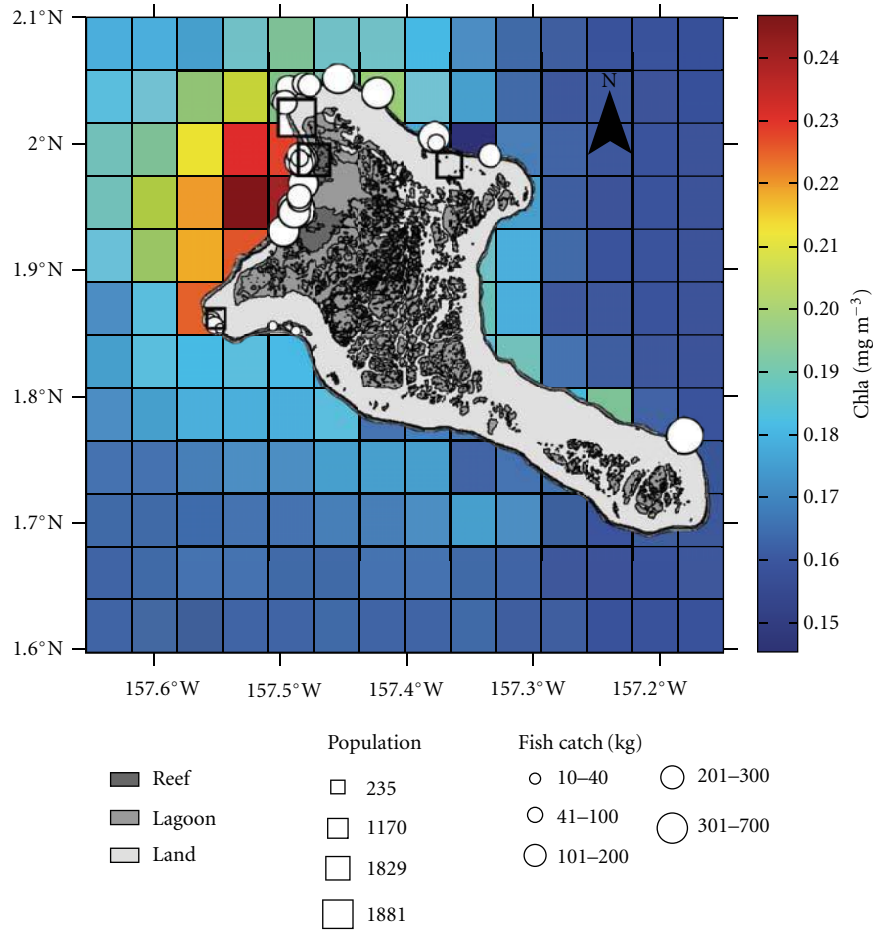 2.1°N
2°N
1.9°N
1.8°N
1.7°N
1.6°N
N
157.6°W
157.5°W
157.4°W
157.3°W
157.2°W
0.24
0.23
0.22
0.21
0.20
0.19
0.18
0.17
0.16
0.15
Chla (mg m⁻³)
Reef
Lagoon
Land
Population
235
1170
1829
1881
Fish catch (kg)
10–40
41–100
101–200
201–300
301–700